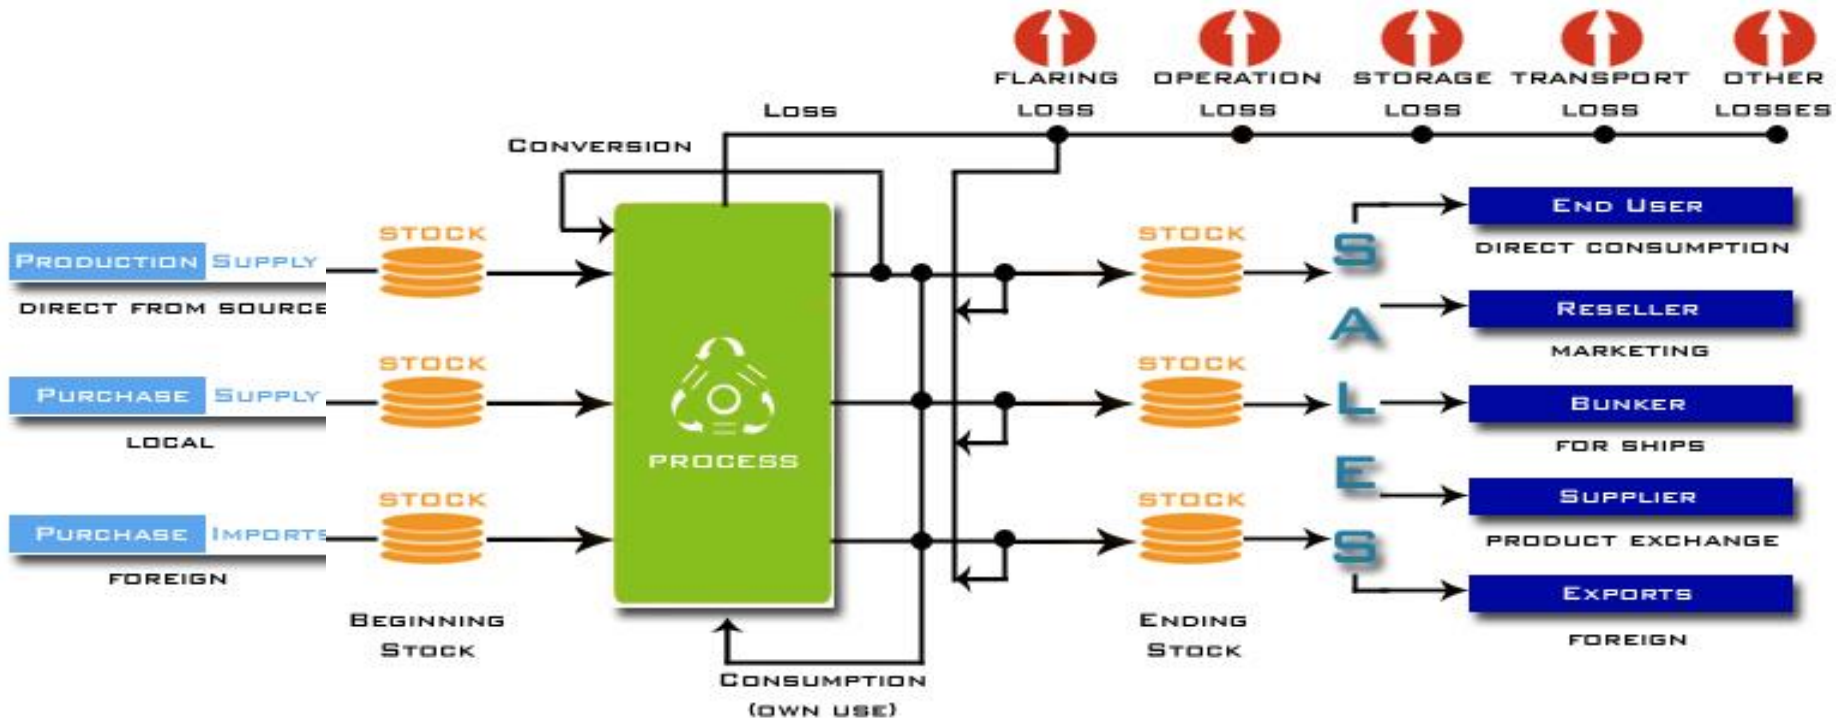 FLARING LOSS
OPERATION LOSS
STORAGE LOSS
TRANSPORT LOSS
OTHER LOSSES
LOSS
CONVERSION
STOCK
PRODUCTION SUPPLY
DIRECT FROM SOURCE
STOCK
PURCHASE SUPPLY
LOCAL
STOCK
PURCHASE IMPORTS
FOREIGN
BEGINNING
STOCK
PROCESS
CONSUMPTION
(OWN USE)
STOCK
STOCK
STOCK
ENDING
STOCK
SALES
END USER
DIRECT CONSUMPTION
RESELLER
MARKETING
BUNKER
FOR SHIPS
SUPPLIER
PRODUCT EXCHANGE
EXPORTS
FOREIGN